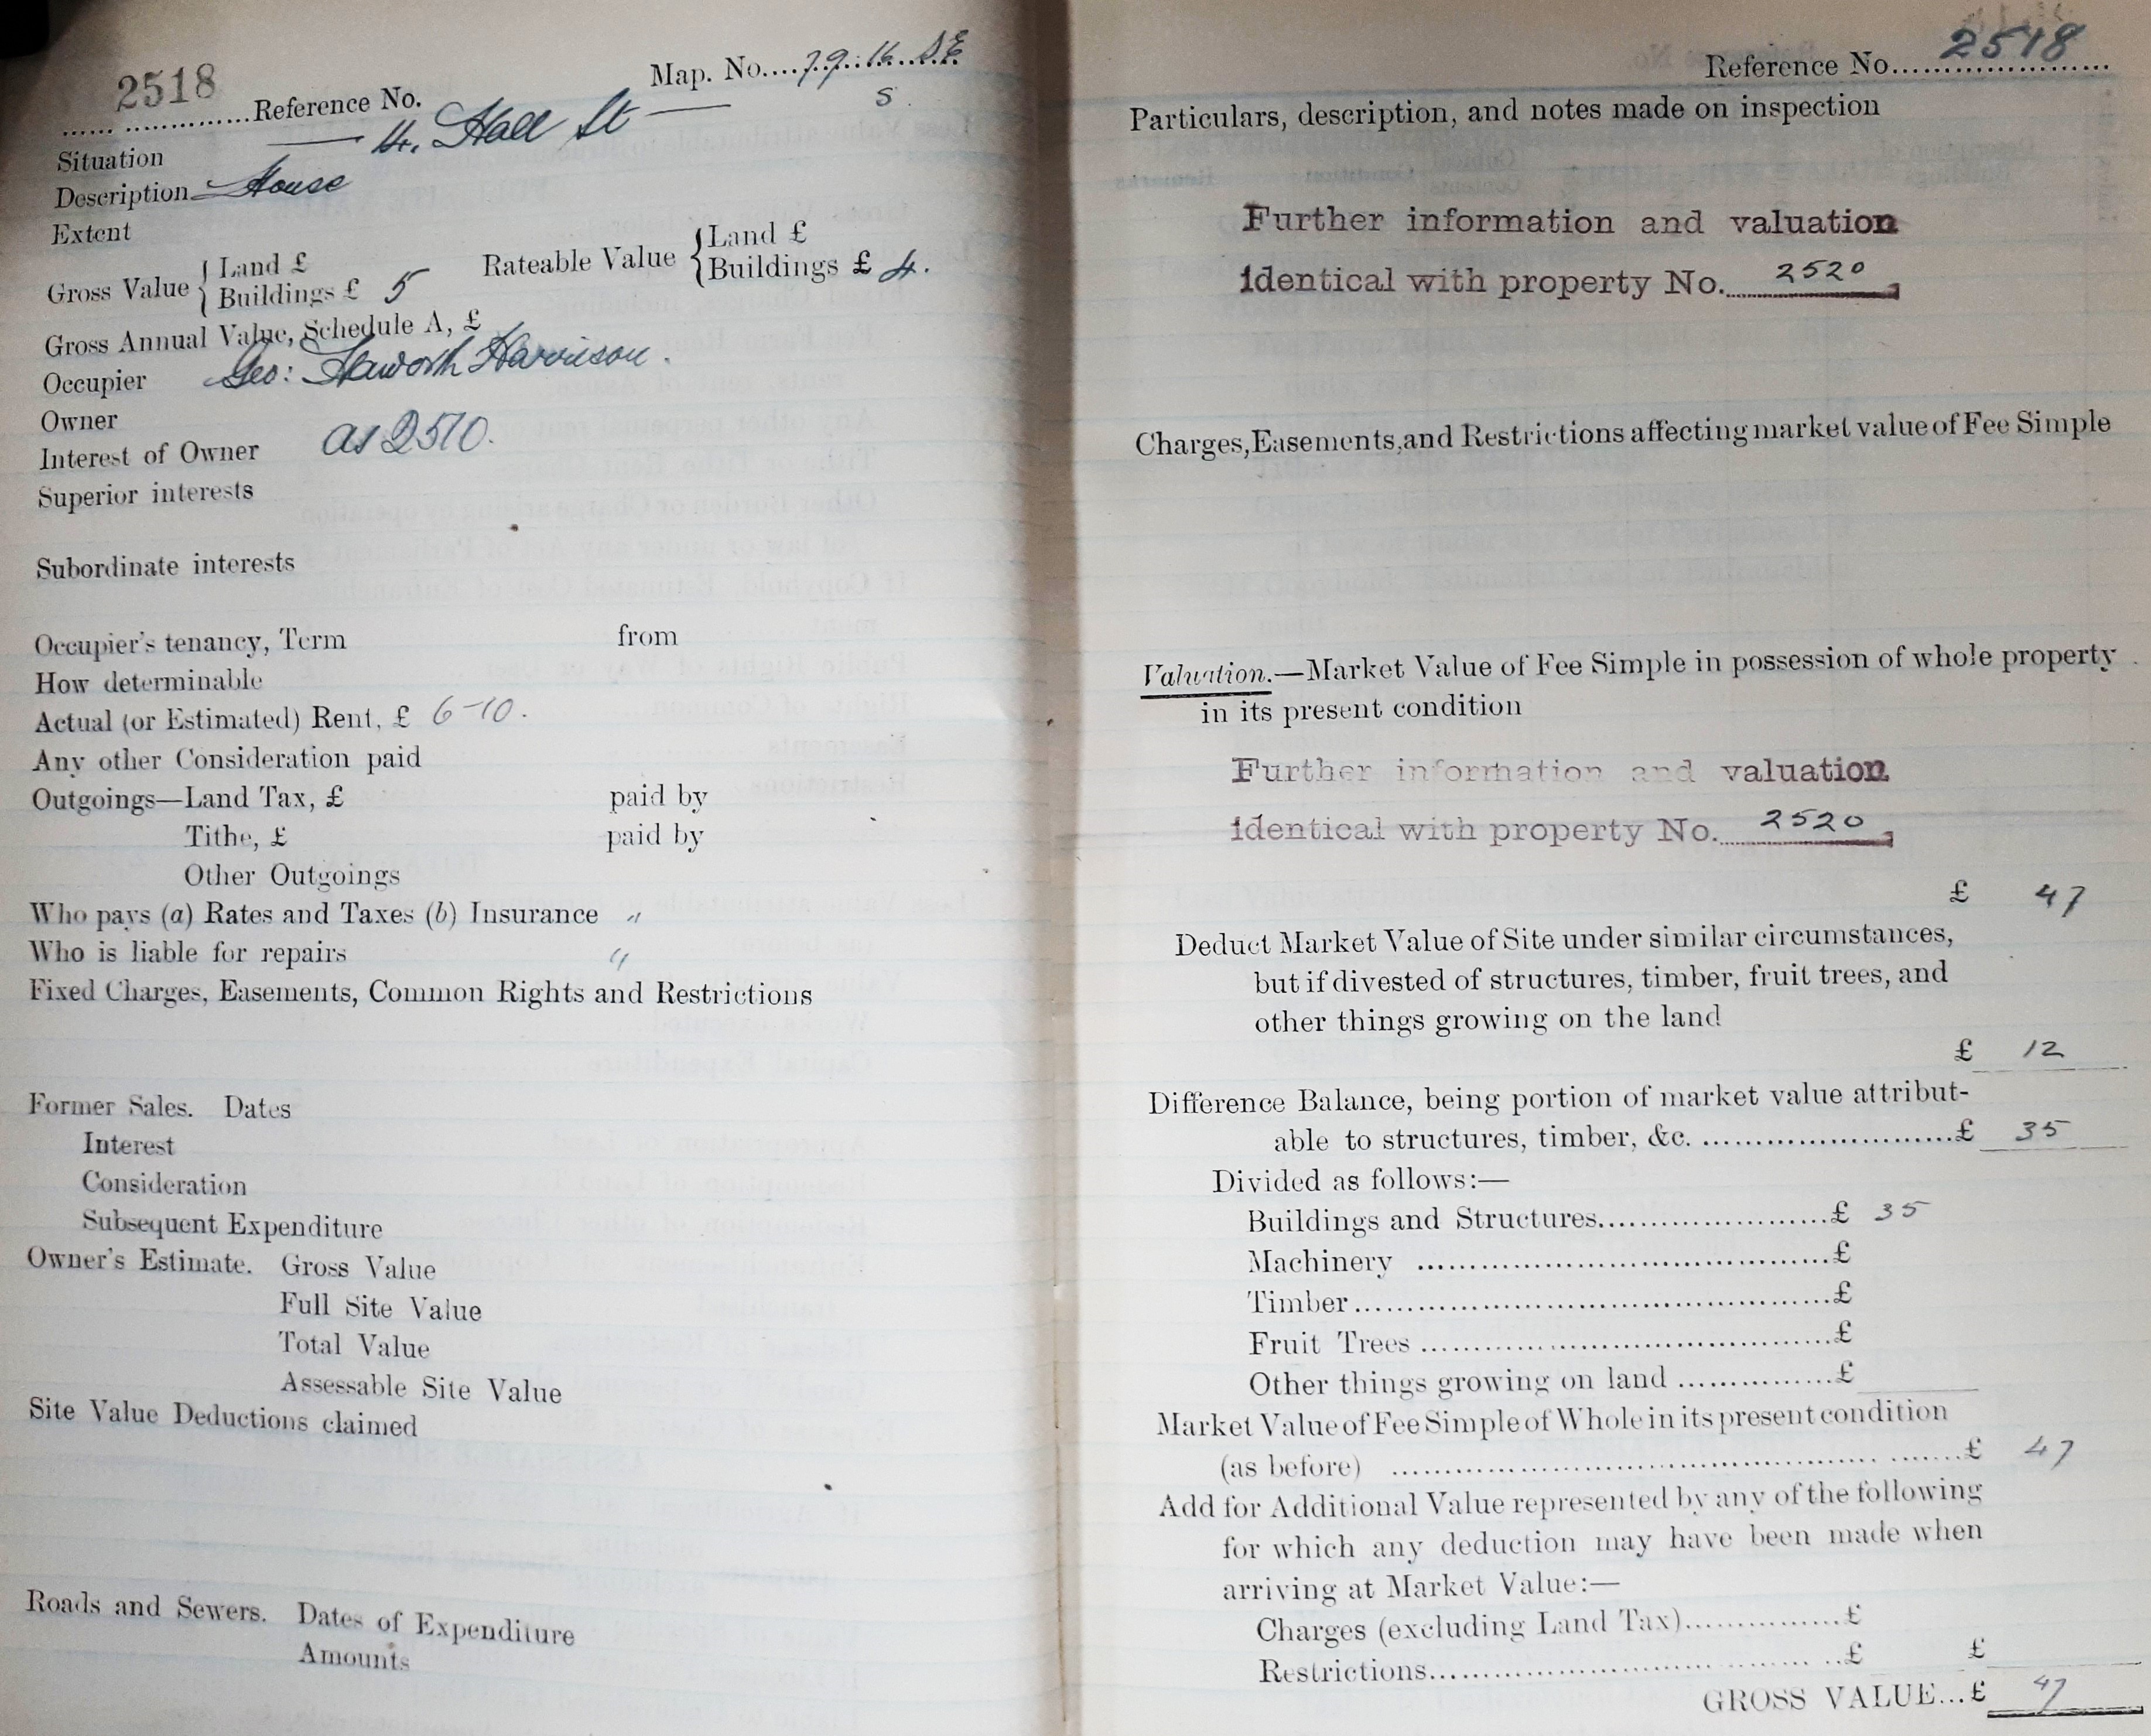 2518
Reference No.
Map. No. 79.16. SE
S.
Situation — 4. Hall St —
Description House
Extent
Gross Value { Land £
Buildings £ 5
Rateable Value { Land £
Buildings £ 4.
Gross Annual Value, Schedule A, £
Occupier Geo: Haworth Harrison.
Owner
Interest of Owner as 2510.
Superior interests
Subordinate interests
Occupier's tenancy, Term from
How determinable
Actual (or Estimated) Rent, £ 6-10.
Any other Consideration paid
Outgoings—Land Tax, £ paid by
Tithe, £ paid by
Other Outgoings
Who pays (a) Rates and Taxes (b) Insurance "
Who is liable for repairs "
Fixed Charges, Easements, Common Rights and Restrictions
Former Sales. Dates
Interest
Consideration
Subsequent Expenditure
Owner's Estimate. Gross Value
Full Site Value
Total Value
Assessable Site Value
Site Value Deductions claimed
Roads and Sewers. Dates of Expenditure
Amounts
Reference No. 2518
Particulars, description, and notes made on inspection
Further information and valuation
identical with property No. 2520
Charges, Easements, and Restrictions affecting market value of Fee Simple
Valuation.—Market Value of Fee Simple in possession of whole property
in its present condition
Further information and valuation
identical with property No. 2520
£ 47
Deduct Market Value of Site under similar circumstances,
but if divested of structures, timber, fruit trees, and
other things growing on the land
£ 12
Difference Balance, being portion of market value attribut-
able to structures, timber, &c. £ 35
Divided as follows:—
Buildings and Structures £ 35
Machinery £
Timber £
Fruit Trees £
Other things growing on land £
Market Value of Fee Simple of Whole in its present condition
(as before) £ 47
Add for Additional Value represented by any of the following
for which any deduction may have been made when
arriving at Market Value:—
Charges (excluding Land Tax) £
Restrictions £ £
GROSS VALUE... £ 47